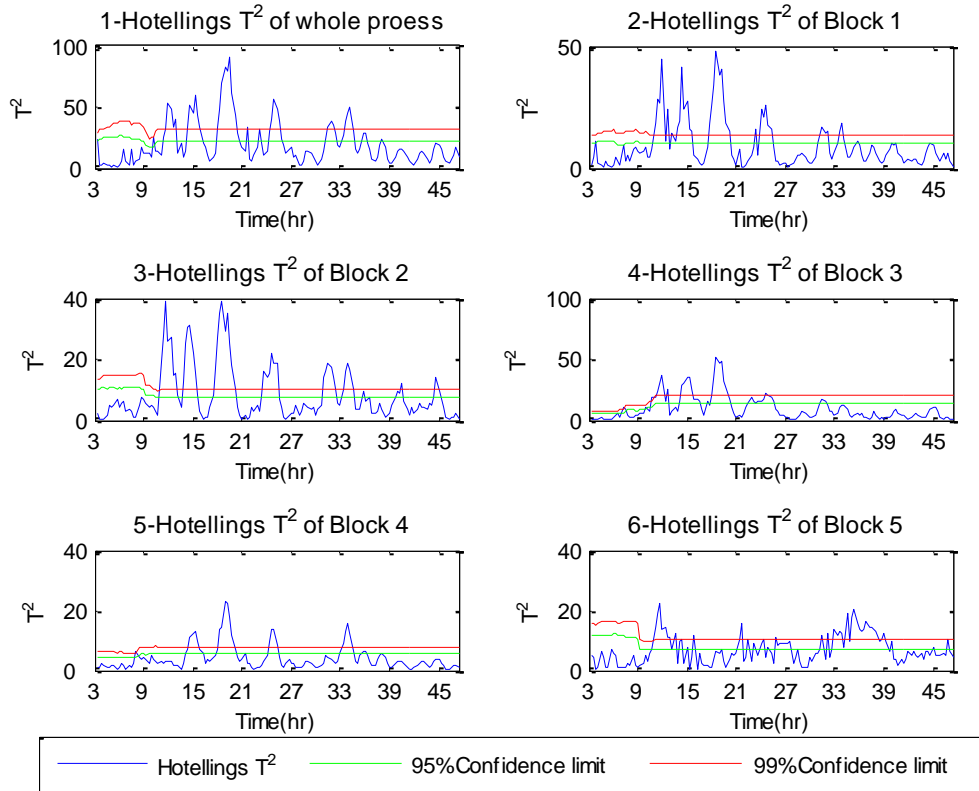 1-Hotellings T² of whole proess
100
50
0
T²
3 9 15 21 27 33 39 45
Time(hr)
2-Hotellings T² of Block 1
50
0
T²
3 9 15 21 27 33 39 45
Time(hr)
3-Hotellings T² of Block 2
40
20
0
T²
3 9 15 21 27 33 39 45
Time(hr)
4-Hotellings T² of Block 3
100
50
0
T²
3 9 15 21 27 33 39 45
Time(hr)
5-Hotellings T² of Block 4
40
20
0
T²
3 9 15 21 27 33 39 45
Time(hr)
6-Hotellings T² of Block 5
40
20
0
T²
3 9 15 21 27 33 39 45
Time(hr)
Hotellings T² 95%Confidence limit 99%Confidence limit